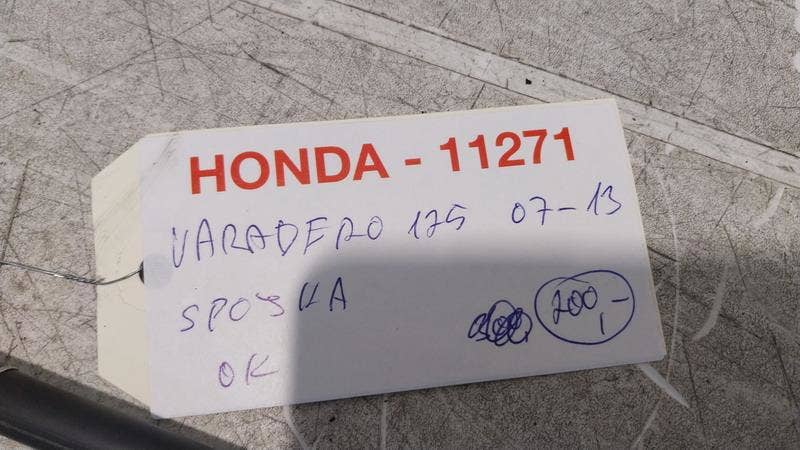 HONDA - 11271
VARADERO 125 07-13
SPOJKA
200,-
OK